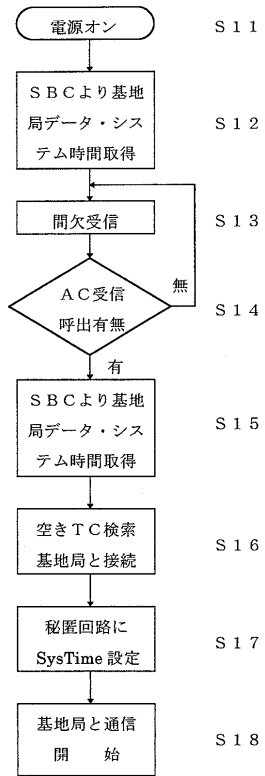 電源オン
Ｓ１１
ＳＢＣより基地
局データ・シス
テム時間取得
Ｓ１２
間欠受信
Ｓ１３
無
ＡＣ受信
呼出有無
Ｓ１４
有
ＳＢＣより基地
局データ・シス
テム時間取得
Ｓ１５
空きＴＣ検索
基地局と接続
Ｓ１６
秘匿回路に
SysTime 設定
Ｓ１７
基地局と通信
開　　始
Ｓ１８